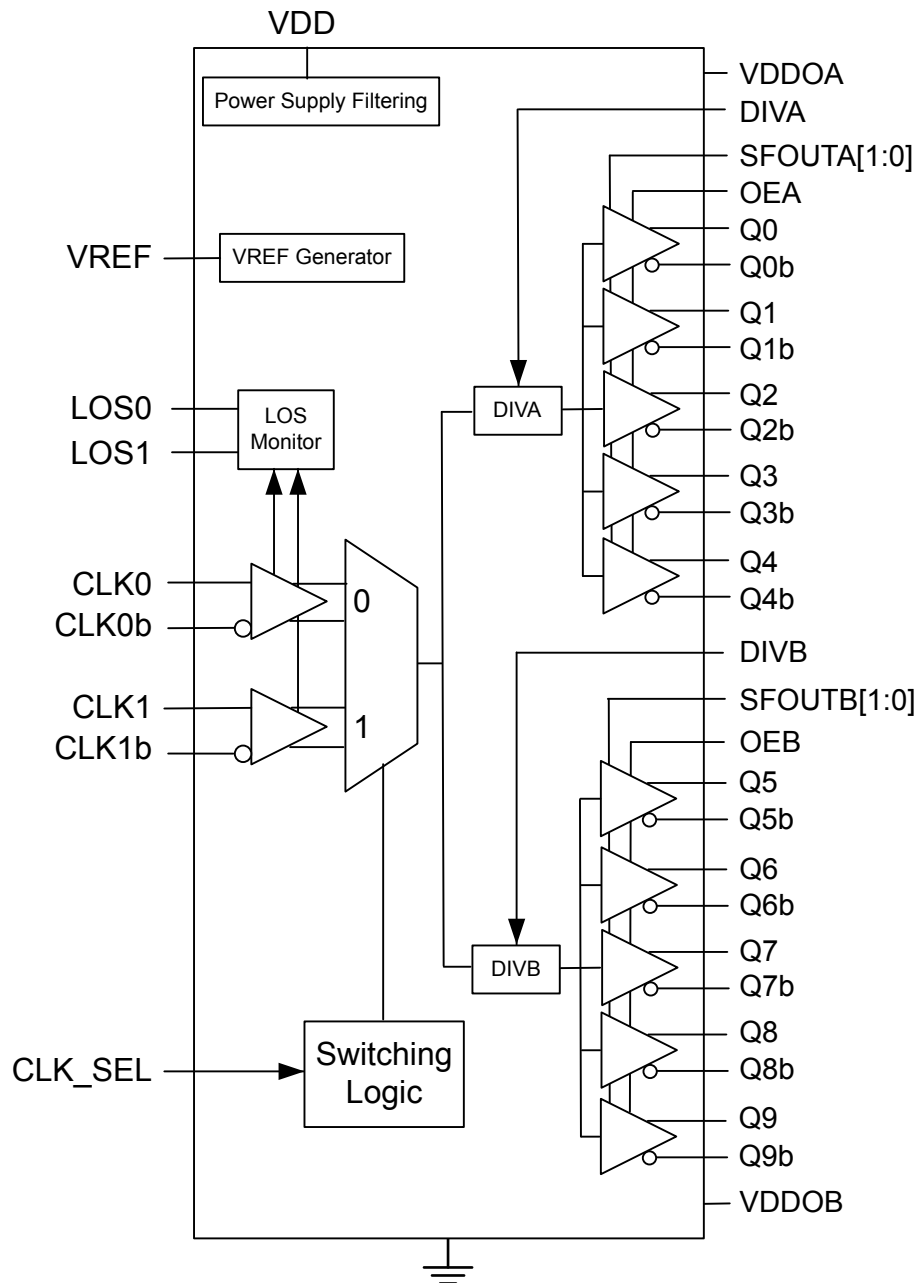 VDD
Power Supply Filtering
VREF
VREF Generator
LOS0
LOS1
LOS
Monitor
CLK0
CLK0b
CLK1
CLK1b
0
1
CLK_SEL
Switching
Logic
DIVA
DIVB
VDDOA
DIVA
SFOUTA[1:0]
OEA
Q0
Q0b
Q1
Q1b
Q2
Q2b
Q3
Q3b
Q4
Q4b
DIVB
SFOUTB[1:0]
OEB
Q5
Q5b
Q6
Q6b
Q7
Q7b
Q8
Q8b
Q9
Q9b
VDDOB